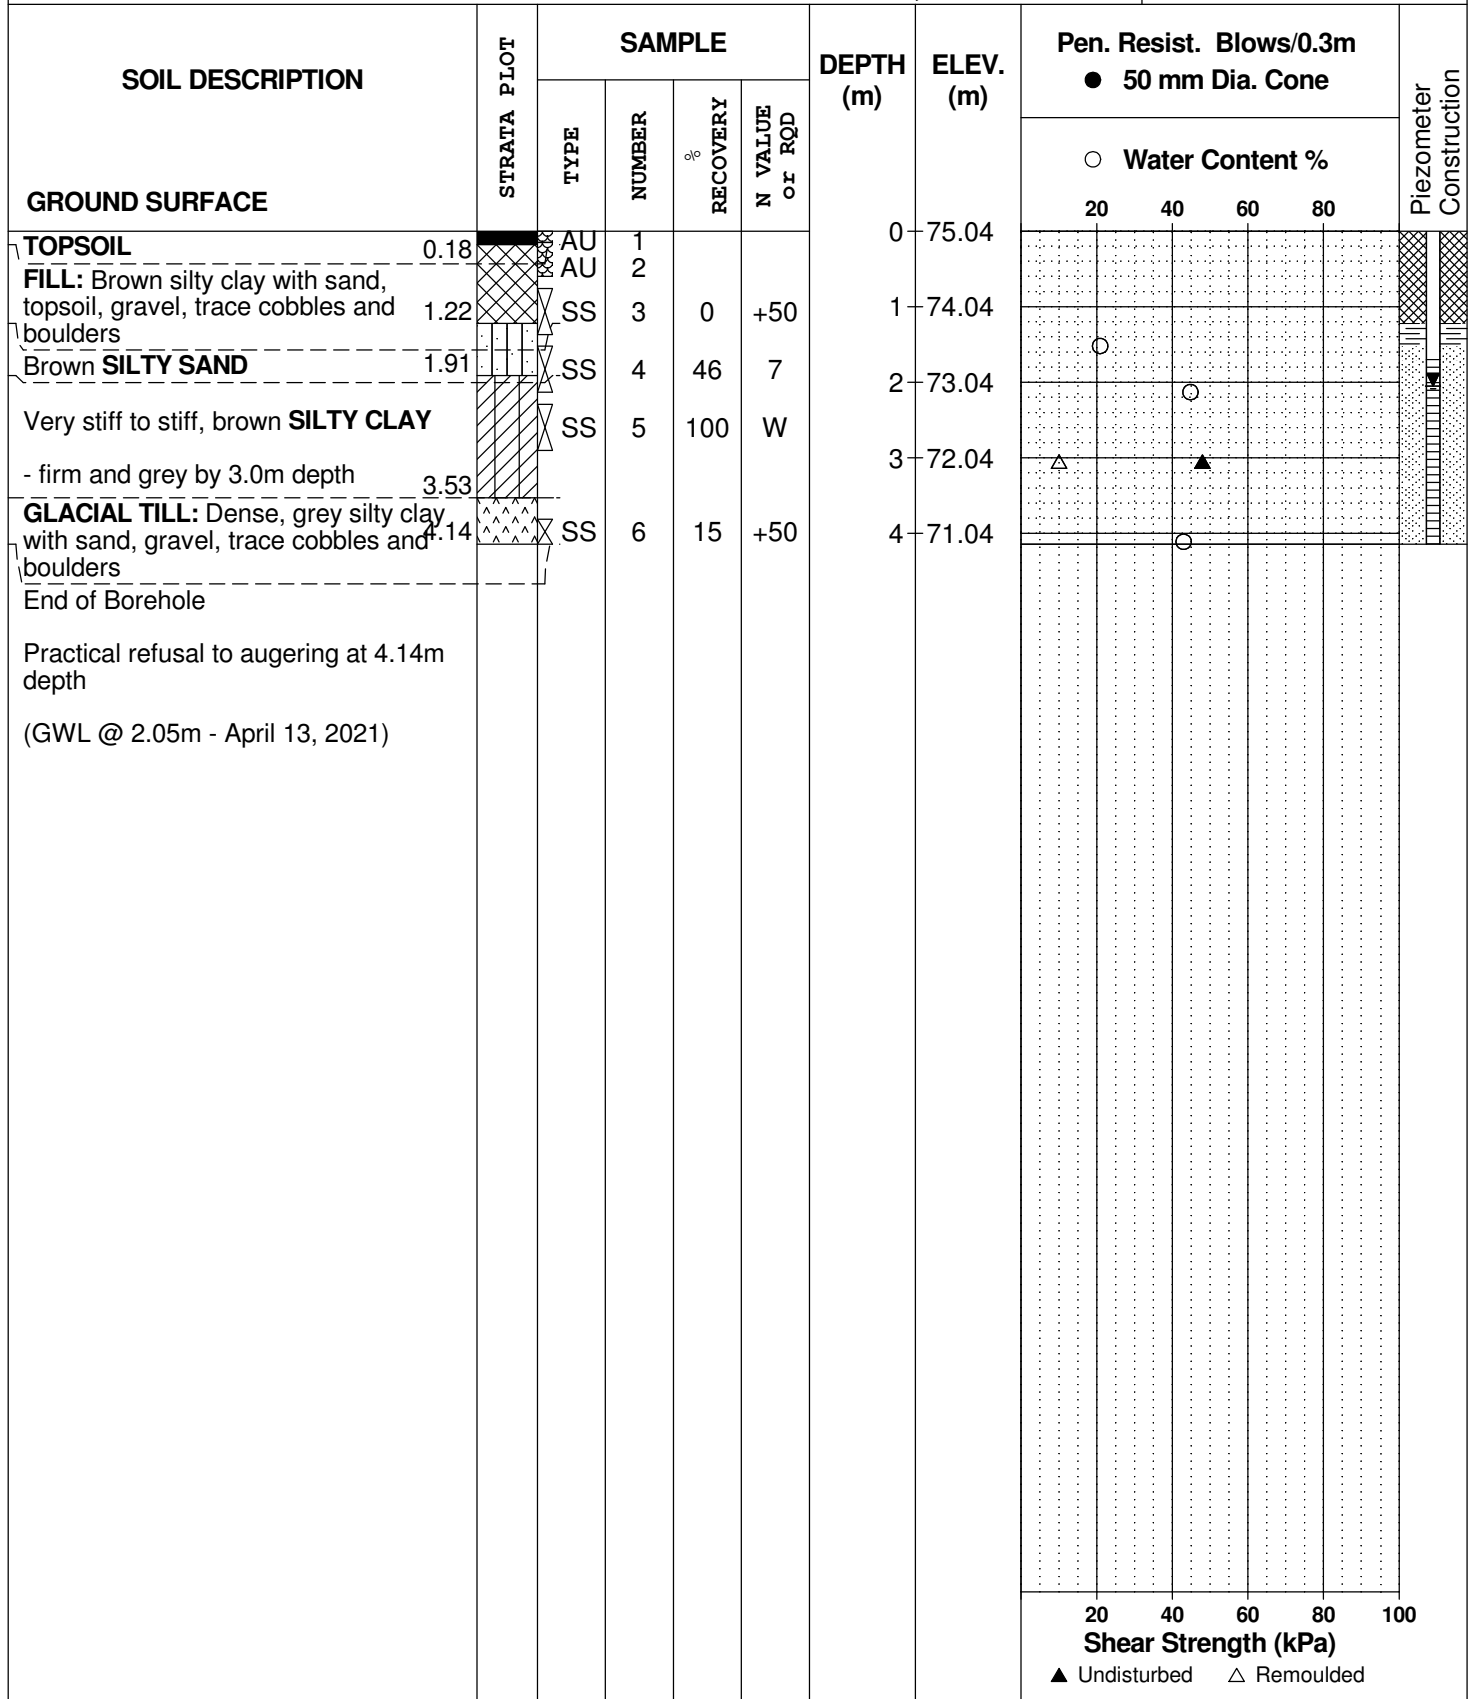 SOIL DESCRIPTION
GROUND SURFACE
STRATA PLOT
SAMPLE
TYPE
NUMBER
%
RECOVERY
N VALUE
or RQD
DEPTH
(m)
ELEV.
(m)
Pen. Resist. Blows/0.3m
● 50 mm Dia. Cone
○ Water Content %
20 40 60 80
Piezometer
Construction
TOPSOIL 0.18
AU 1
0 75.04
FILL: Brown silty clay with sand,
AU 2
topsoil, gravel, trace cobbles and 1.22
SS 3 0 +50
1 74.04
boulders
Brown SILTY SAND 1.91
SS 4 46 7
2 73.04
Very stiff to stiff, brown SILTY CLAY
SS 5 100 W
- firm and grey by 3.0m depth
3 72.04
3.53
GLACIAL TILL: Dense, grey silty clay
with sand, gravel, trace cobbles and 4.14
SS 6 15 +50
4 71.04
boulders
End of Borehole
Practical refusal to augering at 4.14m
depth
(GWL @ 2.05m - April 13, 2021)
20 40 60 80 100
Shear Strength (kPa)
▲ Undisturbed △ Remoulded